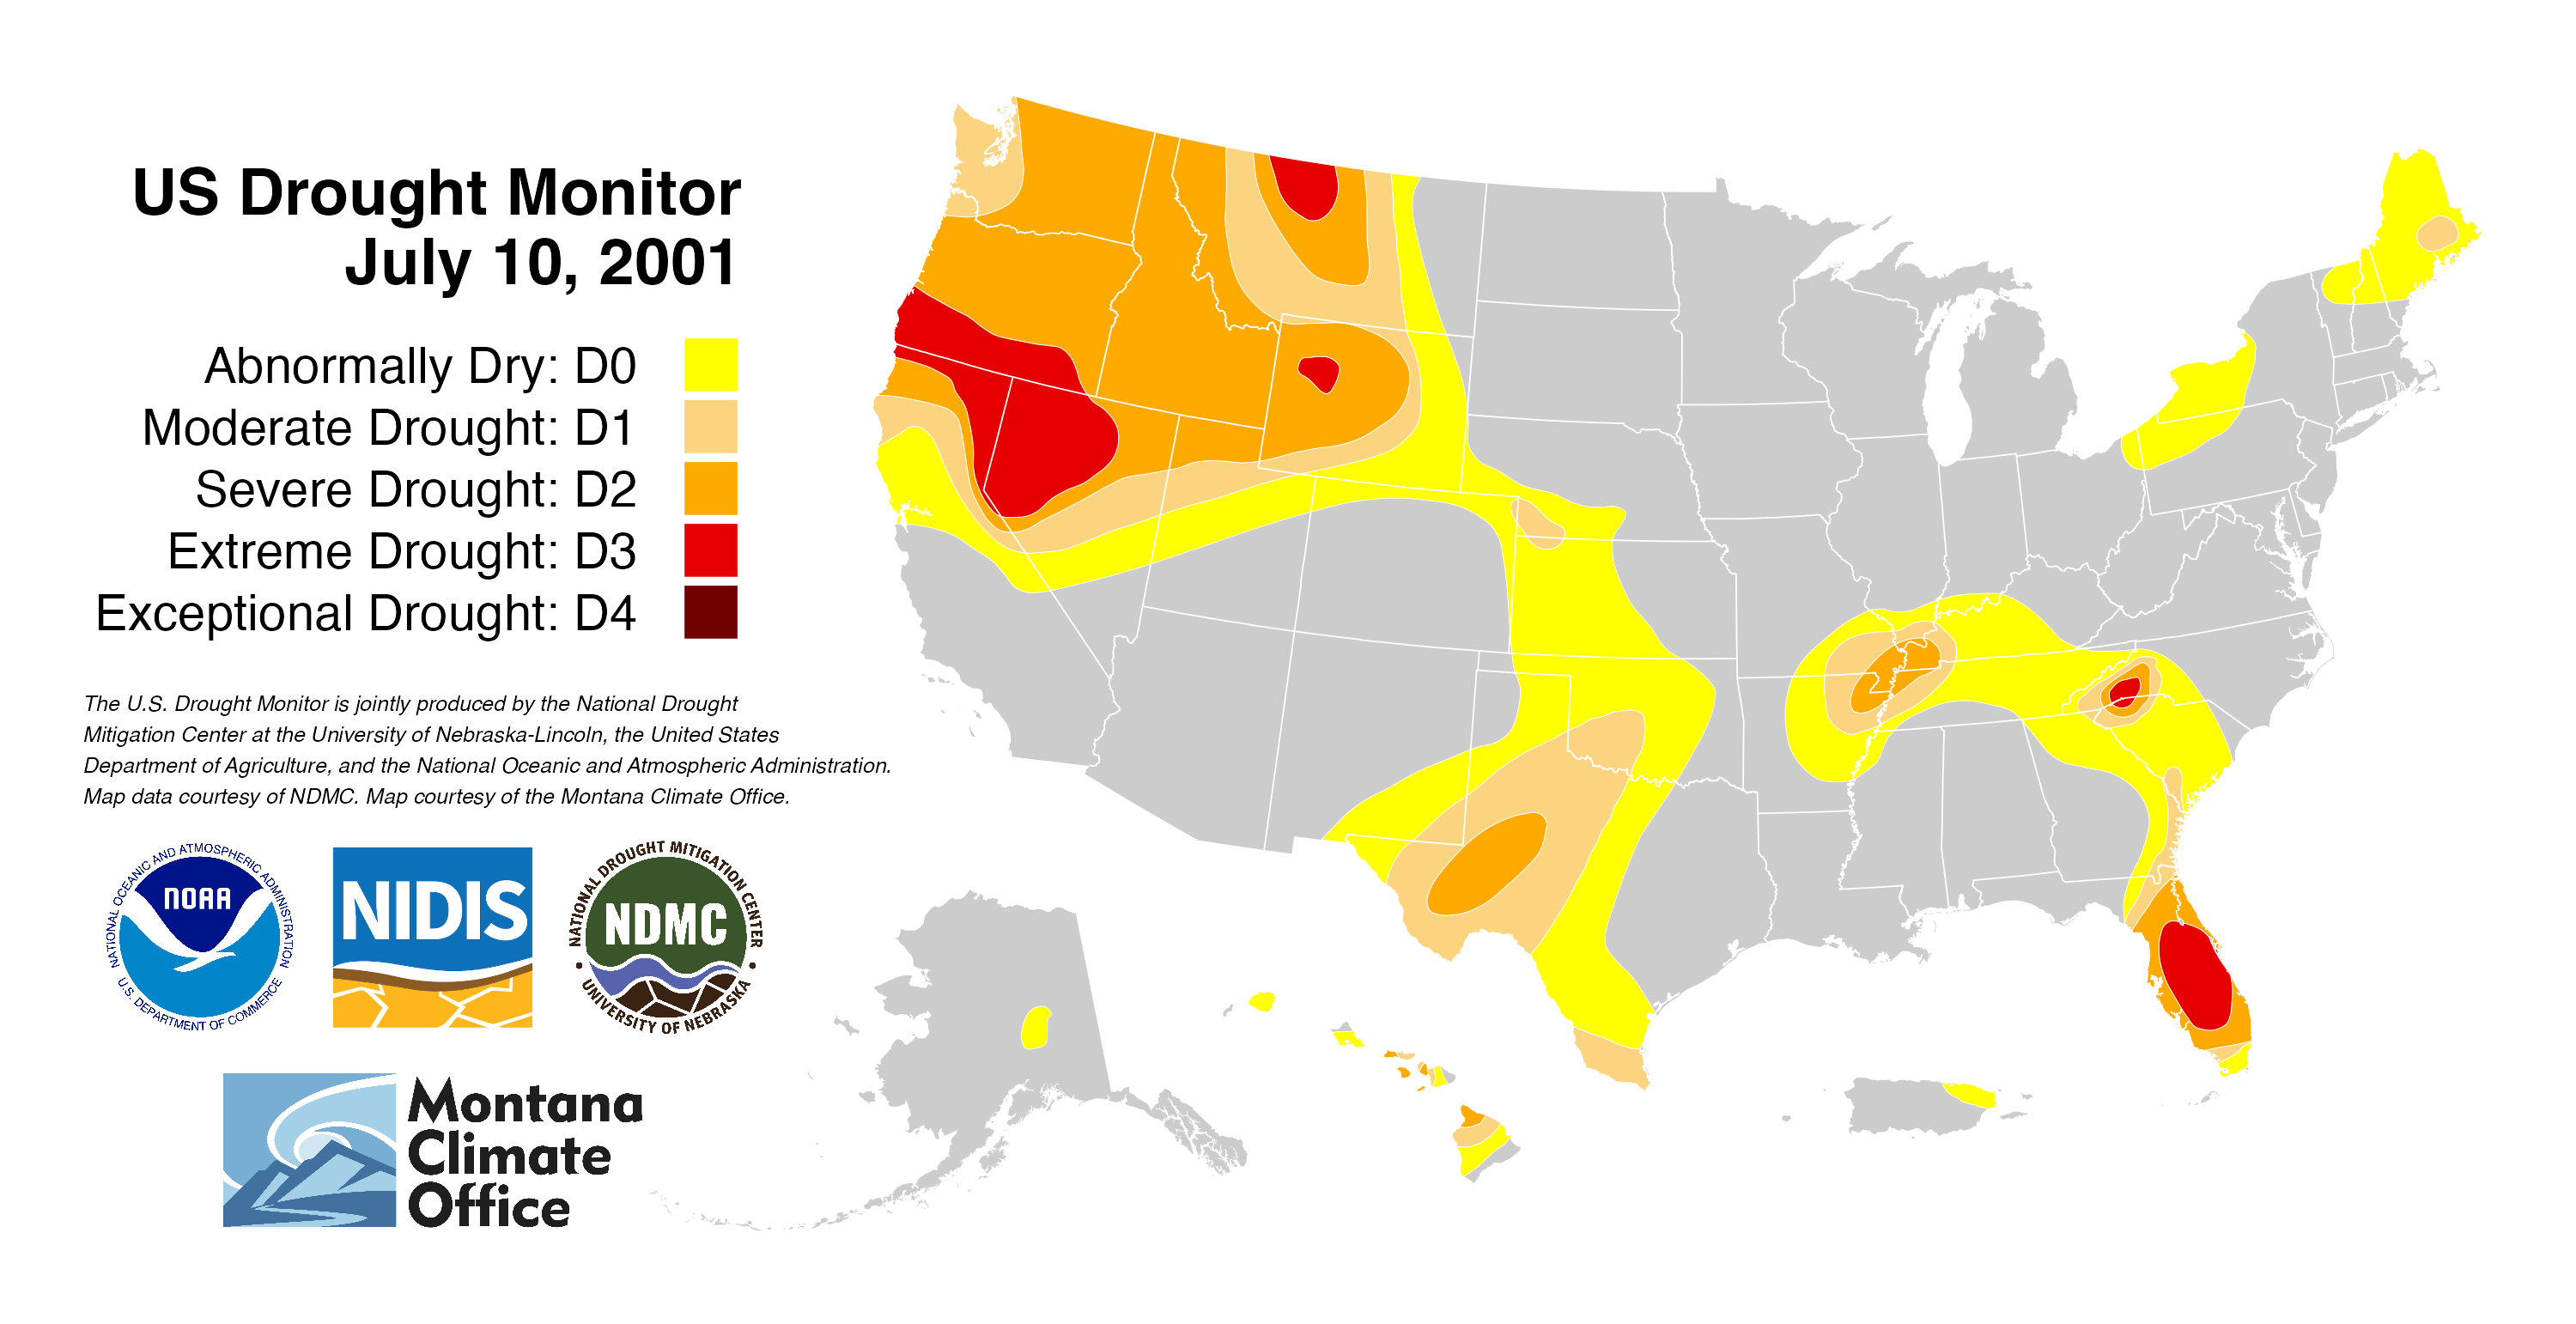 US Drought Monitor
July 10, 2001
Abnormally Dry: D0
Moderate Drought: D1
Severe Drought: D2
Extreme Drought: D3
Exceptional Drought: D4
The U.S. Drought Monitor is jointly produced by the National Drought
Mitigation Center at the University of Nebraska-Lincoln, the United States
Department of Agriculture, and the National Oceanic and Atmospheric Administration.
Map data courtesy of NDMC. Map courtesy of the Montana Climate Office.
NATIONAL OCEANIC AND ATMOSPHERIC ADMINISTRATION
NOAA
U.S. DEPARTMENT OF COMMERCE
NIDIS
NATIONAL DROUGHT MITIGATION CENTER
NDMC
UNIVERSITY OF NEBRASKA
Montana
Climate
Office